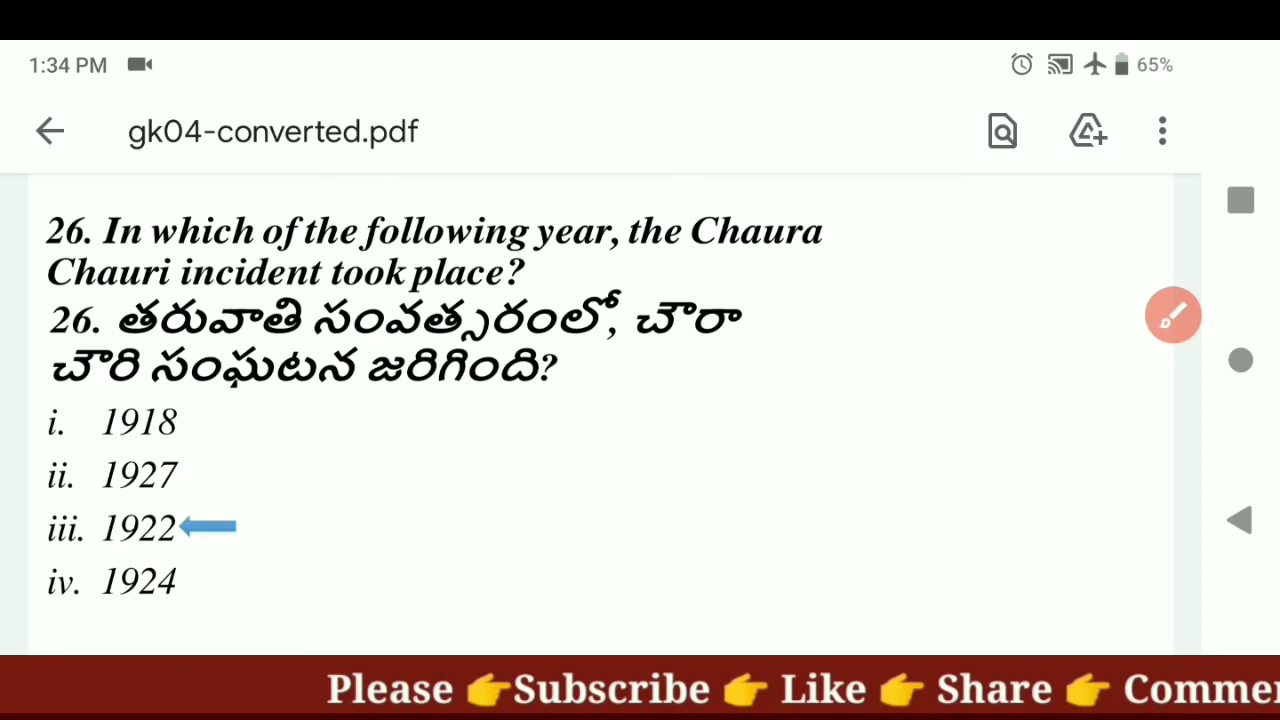 1:34 PM 65%
gk04-converted.pdf
26. In which of the following year, the Chaura
Chauri incident took place?
26. తరువాతి సంవత్సరంలో, చౌరా
చౌరి సంఘటన జరిగింది?
i. 1918
ii. 1927
iii. 1922
iv. 1924
Please 👉Subscribe 👉 Like 👉 Share 👉 Comme